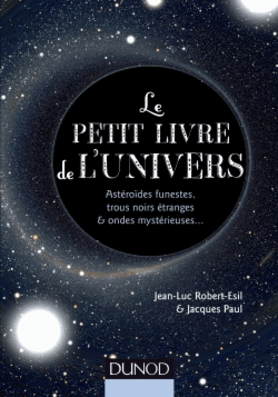 Le
PETIT LIVRE
de L'UNIVERS
Astéroïdes funestes,
trous noirs étranges
& ondes mystérieuses...
Jean-Luc Robert-Esil
& Jacques Paul
DUNOD